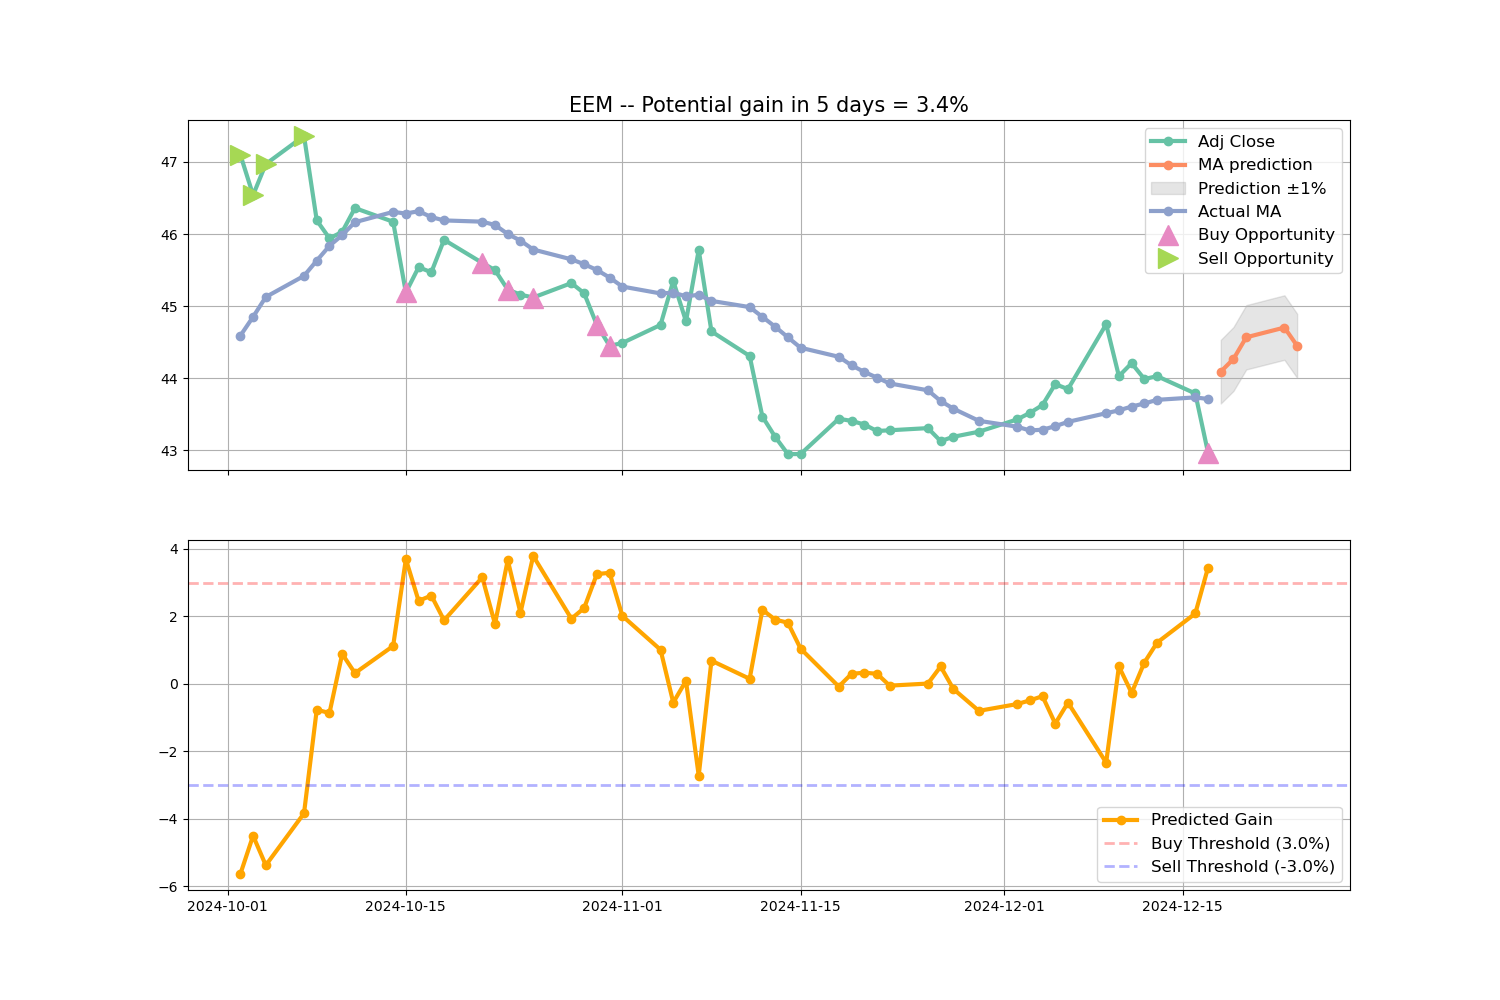 EEM -- Potential gain in 5 days = 3.4%
47
46
45
44
43
Adj Close
MA prediction
Prediction ±1%
Actual MA
Buy Opportunity
Sell Opportunity
4
2
0
−2
−4
−6
Predicted Gain
Buy Threshold (3.0%)
Sell Threshold (-3.0%)
2024-10-01 2024-10-15 2024-11-01 2024-11-15 2024-12-01 2024-12-15